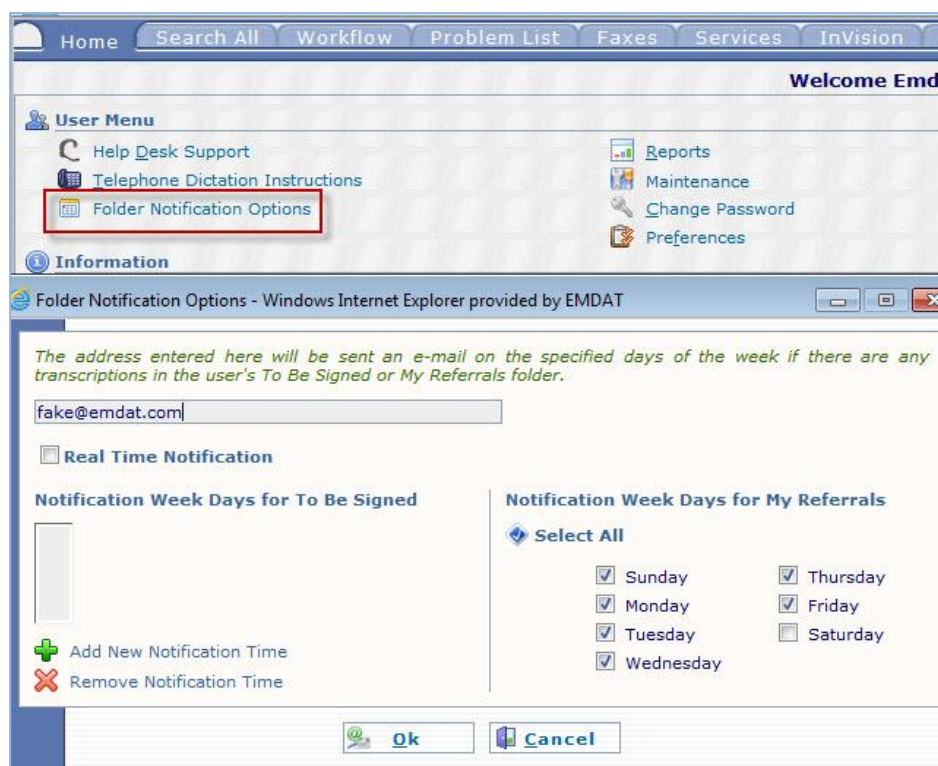 Home Search All Workflow Problem List Faxes Services InVision
Welcome Emd
User Menu
Help Desk Support
Reports
Telephone Dictation Instructions
Maintenance
Folder Notification Options
Change Password
Preferences
Information
Folder Notification Options - Windows Internet Explorer provided by EMDAT
The address entered here will be sent an e-mail on the specified days of the week if there are any
transcriptions in the user's To Be Signed or My Referrals folder.
fake@emdat.com
Real Time Notification
Notification Week Days for To Be Signed
Add New Notification Time
Remove Notification Time
Notification Week Days for My Referrals
Select All
Sunday Thursday
Monday Friday
Tuesday Saturday
Wednesday
Ok Cancel